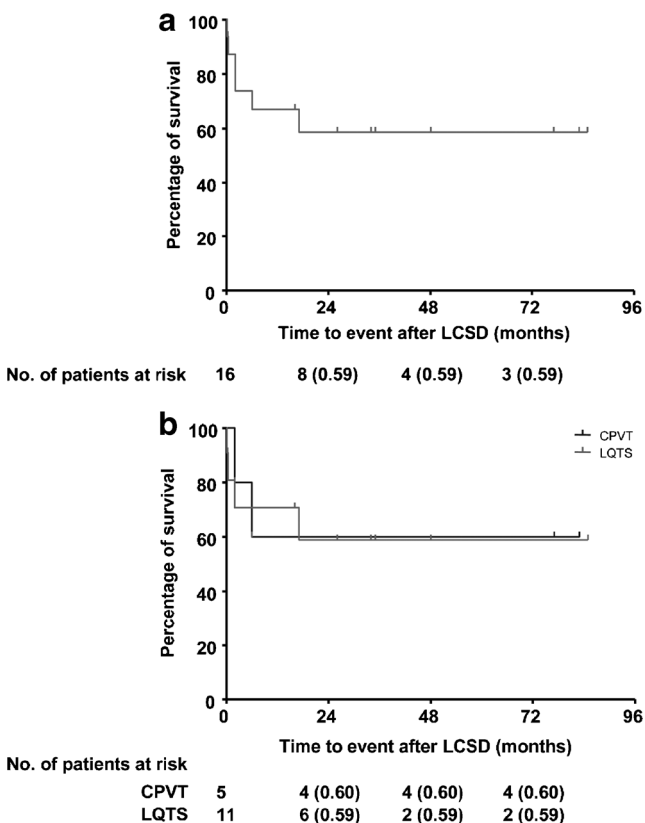 a
100
80
60
40
20
0
Percentage of survival
0 24 48 72 96
Time to event after LCSD (months)
No. of patients at risk 16 8 (0.59) 4 (0.59) 3 (0.59)
b
100
80
60
40
20
0
Percentage of survival
CPVT
LQTS
0 24 48 72 96
Time to event after LCSD (months)
No. of patients at risk
CPVT 5 4 (0.60) 4 (0.60) 4 (0.60)
LQTS 11 6 (0.59) 2 (0.59) 2 (0.59)